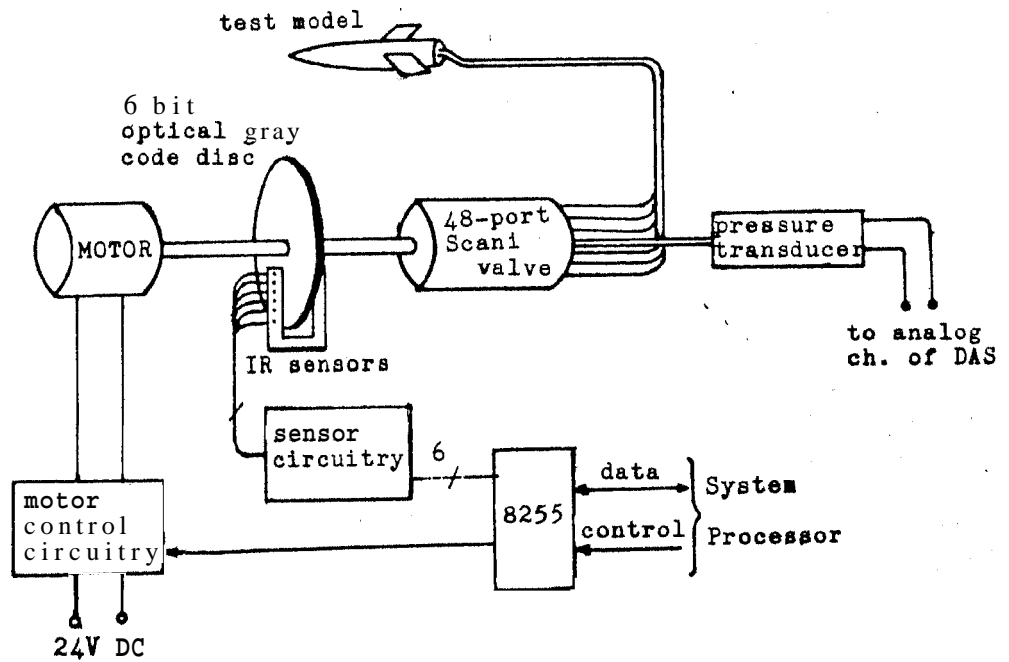 test model
6 bit
optical gray
code disc
MOTOR
48-port
Scani
valve
pressure
transducer
to analog
ch. of DAS
IR sensors
sensor
circuitry
6
8255
data
System
control
Processor
motor
control
circuitry
24V DC